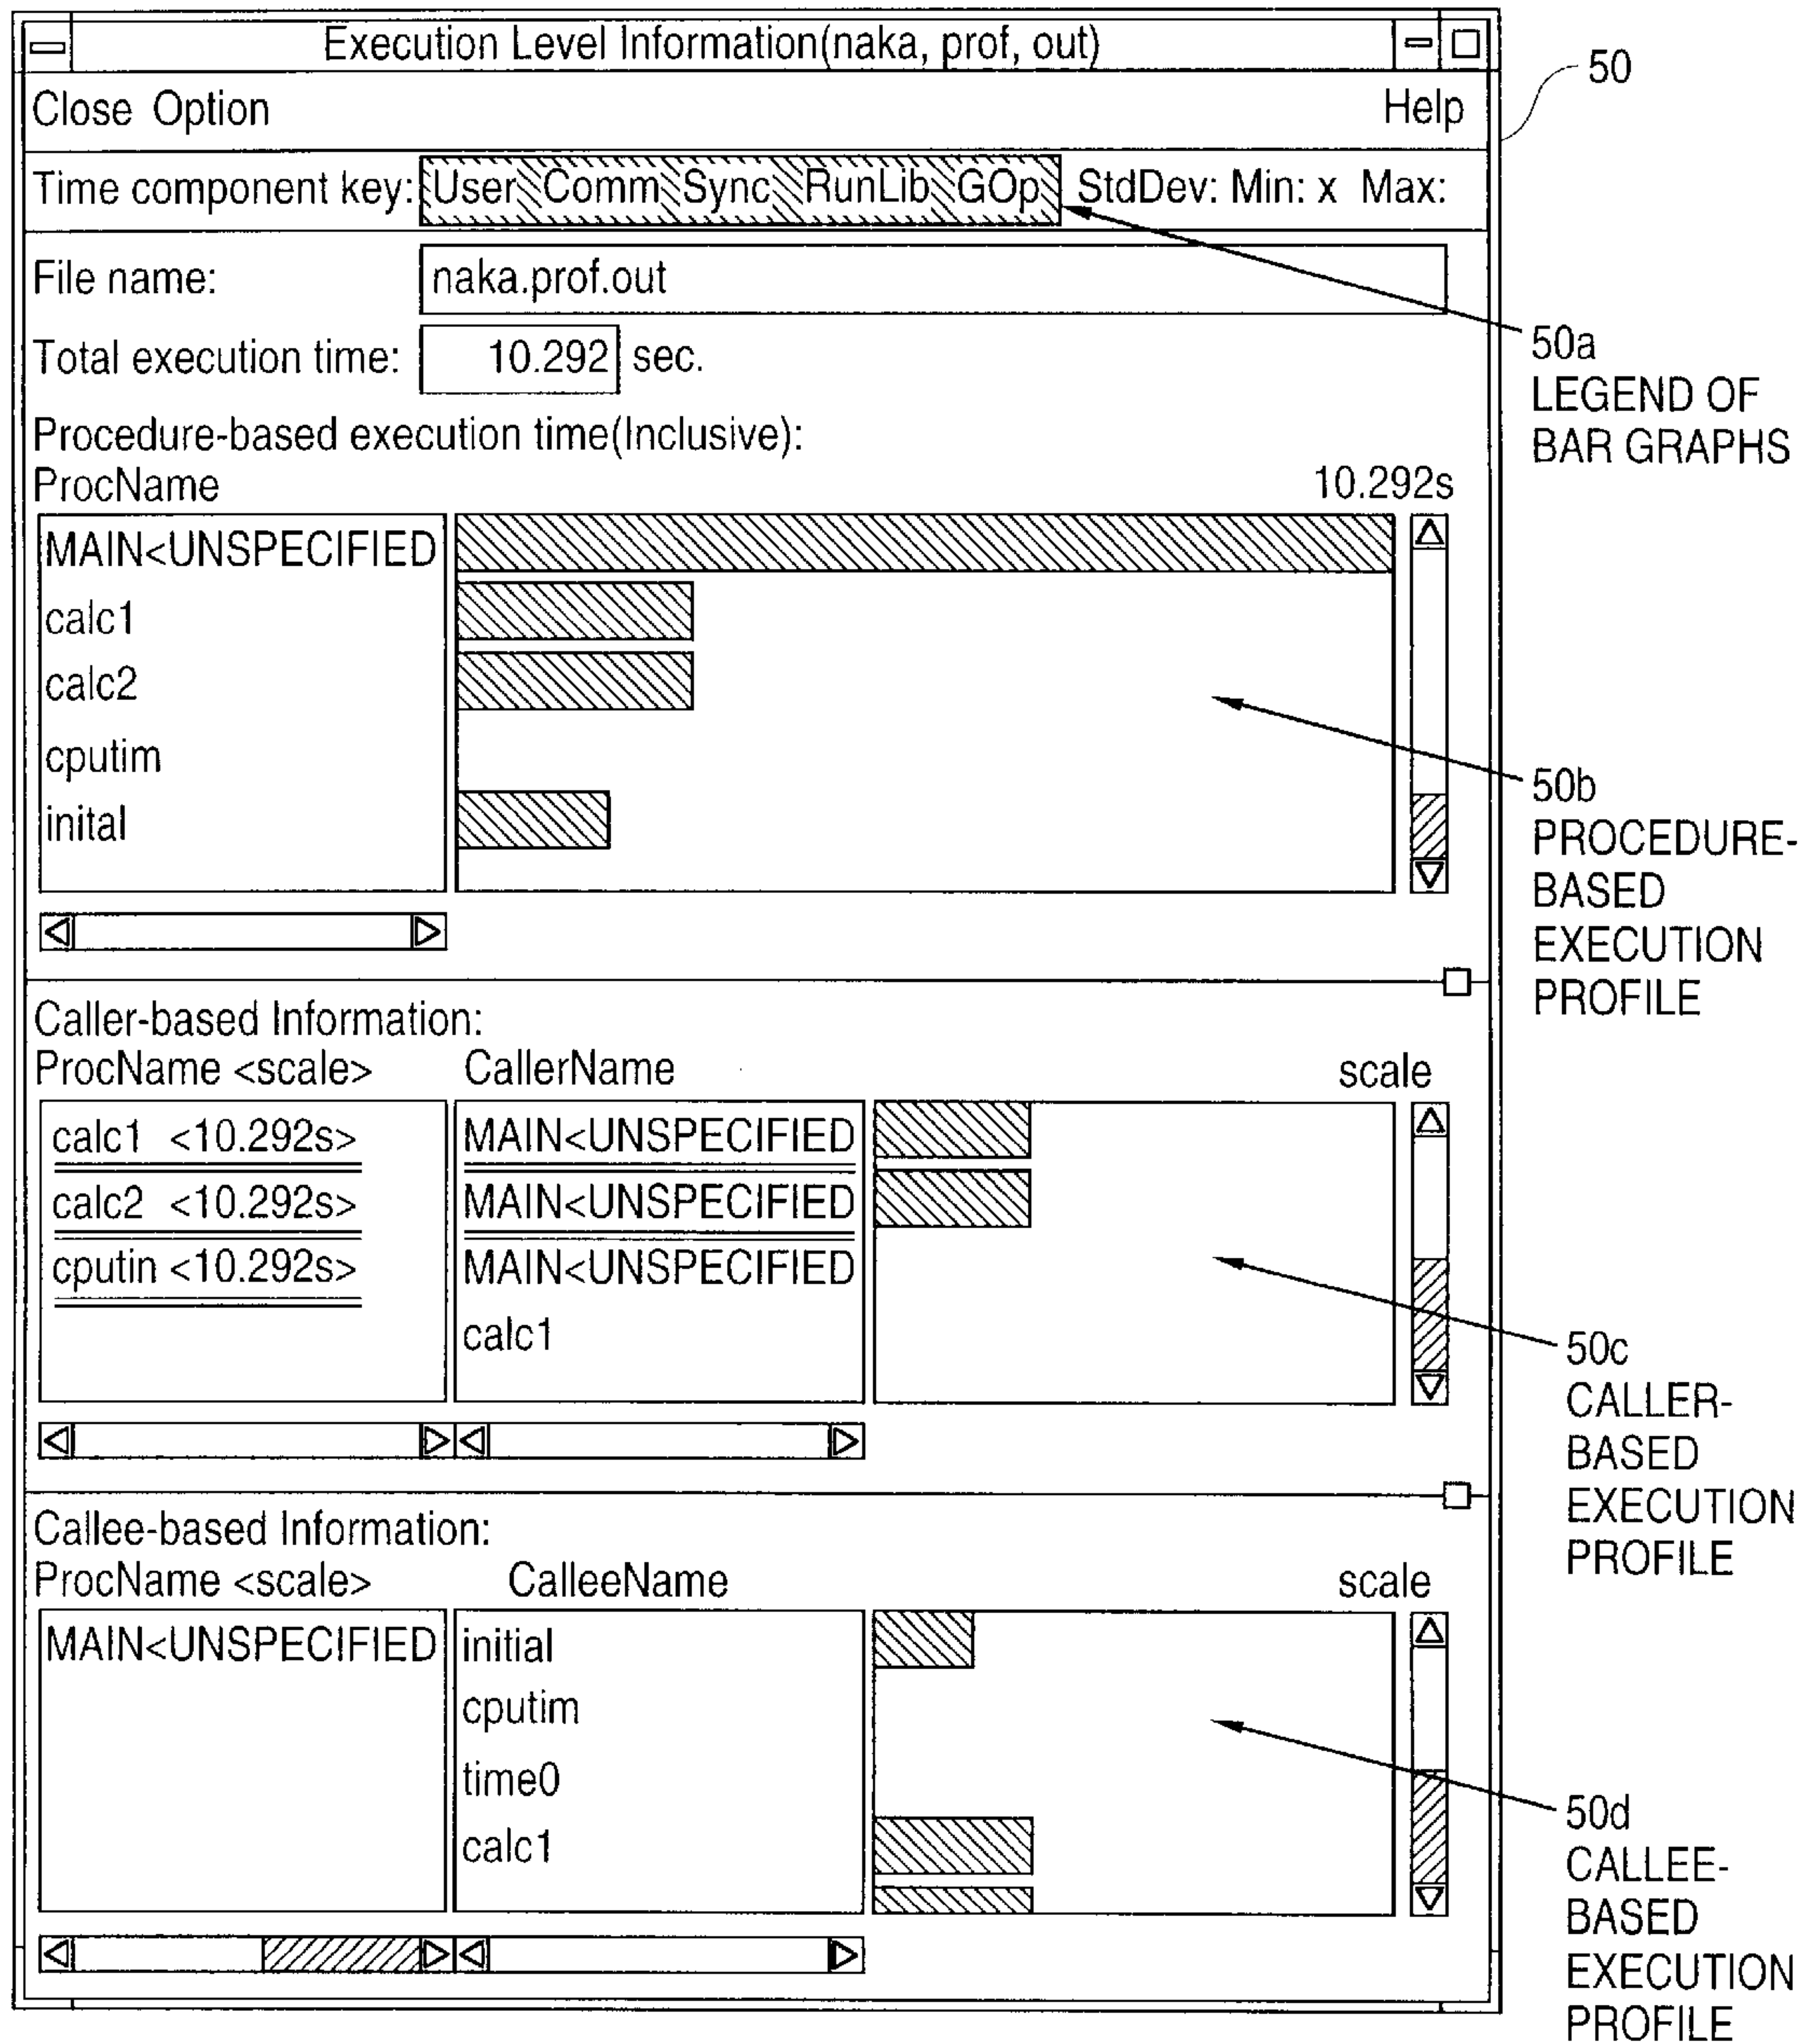 Execution Level Information(naka, prof, out)
50
Close Option Help
Time component key: User Comm Sync RunLib GOp StdDev: Min: x Max:
File name: naka.prof.out
Total execution time: 10.292 sec.
50a
LEGEND OF
BAR GRAPHS
Procedure-based execution time(Inclusive):
ProcName 10.292s
MAIN<UNSPECIFIED
calc1
calc2
cputim
inital
50b
PROCEDURE-
BASED
EXECUTION
PROFILE
Caller-based Information:
ProcName <scale> CallerName scale
calc1 <10.292s> MAIN<UNSPECIFIED
calc2 <10.292s> MAIN<UNSPECIFIED
cputin <10.292s> MAIN<UNSPECIFIED
calc1
50c
CALLER-
BASED
EXECUTION
PROFILE
Callee-based Information:
ProcName <scale> CalleeName scale
MAIN<UNSPECIFIED initial
cputim
time0
calc1
50d
CALLEE-
BASED
EXECUTION
PROFILE